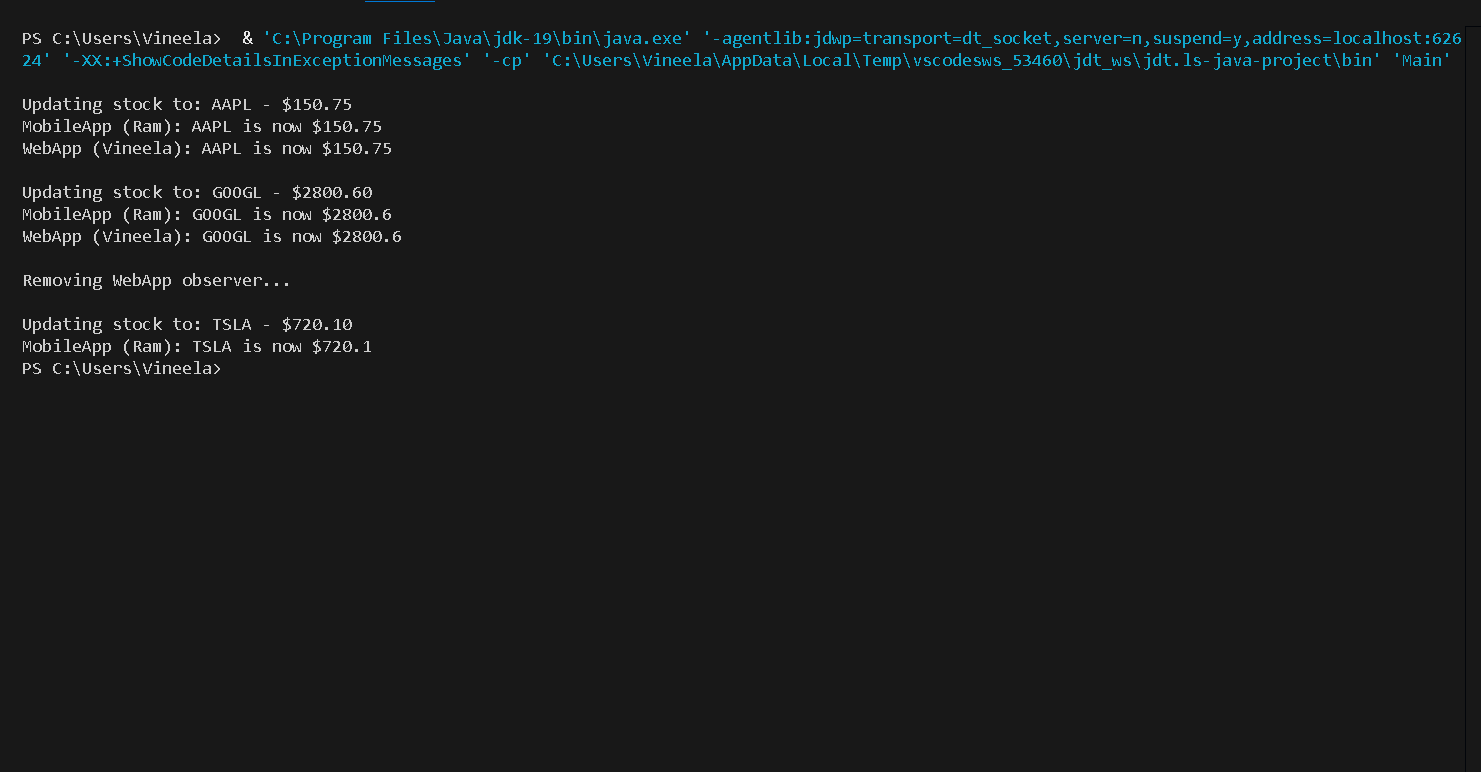 PS C:\Users\Vineela>  & 'C:\Program Files\Java\jdk-19\bin\java.exe' '-agentlib:jdwp=transport=dt_socket,server=n,suspend=y,address=localhost:626
24' '-XX:+ShowCodeDetailsInExceptionMessages' '-cp' 'C:\Users\Vineela\AppData\Local\Temp\vscodesws_53460\jdt_ws\jdt.ls-java-project\bin' 'Main'
Updating stock to: AAPL - $150.75
MobileApp (Ram): AAPL is now $150.75
WebApp (Vineela): AAPL is now $150.75
Updating stock to: GOOGL - $2800.60
MobileApp (Ram): GOOGL is now $2800.6
WebApp (Vineela): GOOGL is now $2800.6
Removing WebApp observer...
Updating stock to: TSLA - $720.10
MobileApp (Ram): TSLA is now $720.1
PS C:\Users\Vineela>